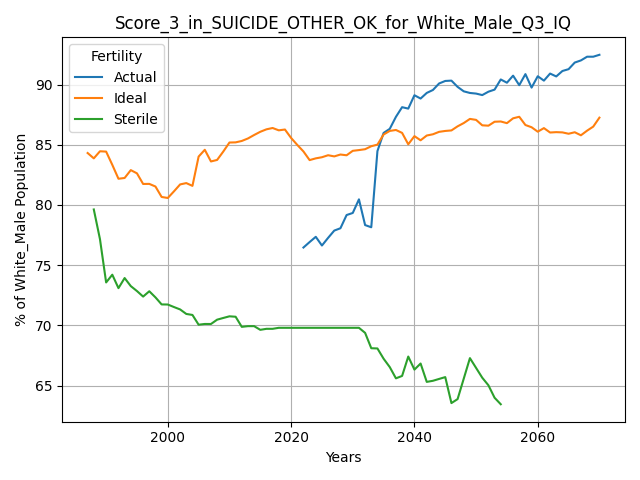 Score_3_in_SUICIDE_OTHER_OK_for_White_Male_Q3_IQ
Fertility
Actual
Ideal
Sterile
% of White_Male Population
90
85
80
75
70
65
2000
2020
2040
2060
Years